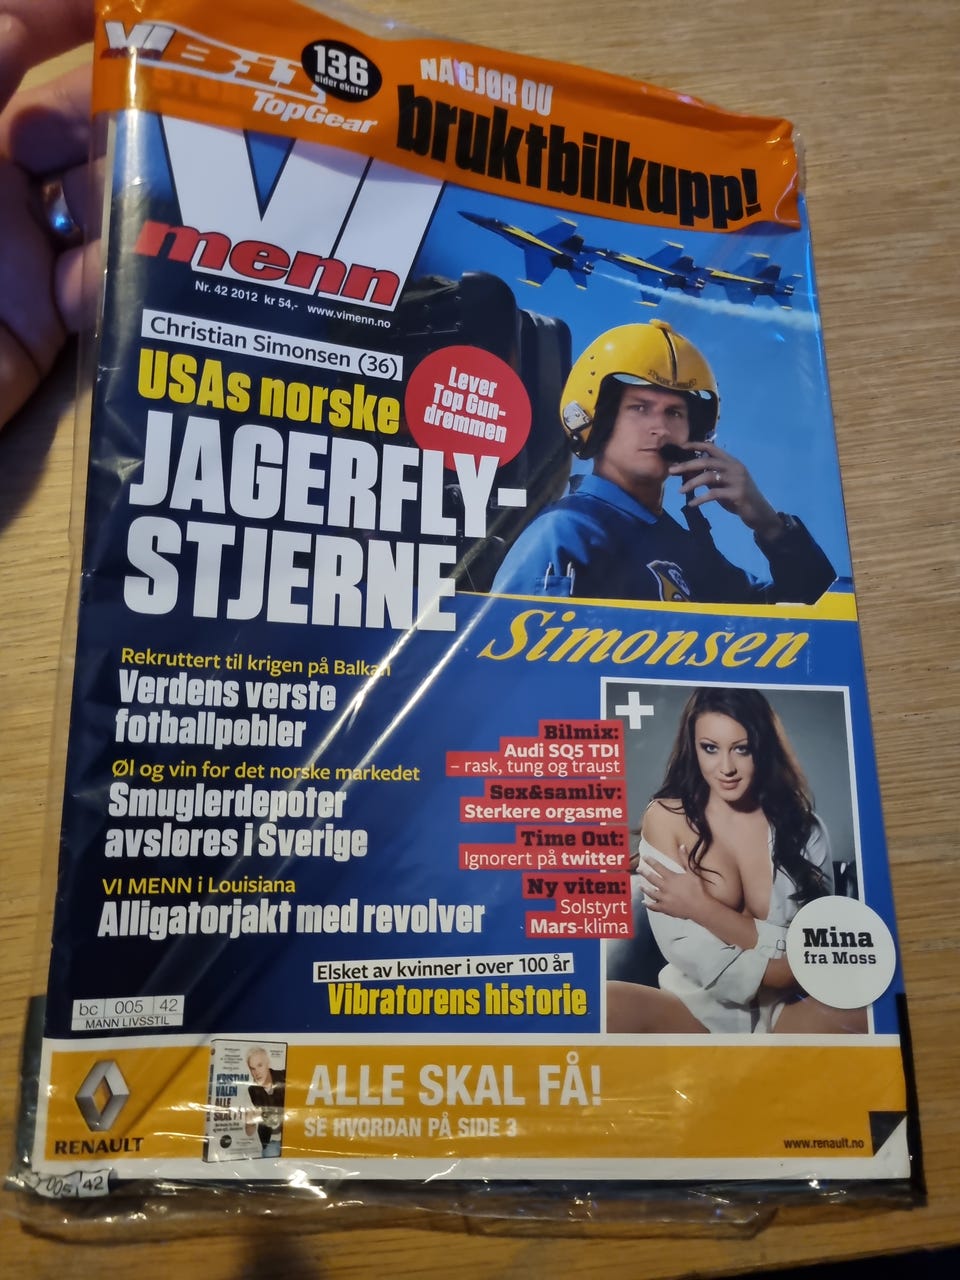 VI
BIL
TopGear
136
sider ekstra
NÅ GJØR DU
bruktbilkupp!
VI
menn
Nr. 42 2012 kr 54,- www.vimenn.no
Christian Simonsen (36)
USAs norske
JAGERFLY-
STJERNE
Lever
Top Gun-
drømmen
Simonsen
Rekruttert til krigen på Balkan
Verdens verste
fotballpøbler
Øl og vin for det norske markedet
Smuglerdepoter
avsløres i Sverige
VI MENN i Louisiana
Alligatorjakt med revolver
Bilmix:
Audi SQ5 TDI
– rask, tung og traust
Sex&samliv:
Sterkere orgasme
Time Out:
Ignorert på twitter
Ny viten:
Solstyrt
Mars-klima
+
Mina
fra Moss
Elsket av kvinner i over 100 år
Vibratorens historie
bc 005 42
MANN LIVSSTIL
RENAULT
KRISTIAN
VALEN
ALLE
SKAL FÅ
ALLE SKAL FÅ!
SE HVORDAN PÅ SIDE 3
www.renault.no
005 42